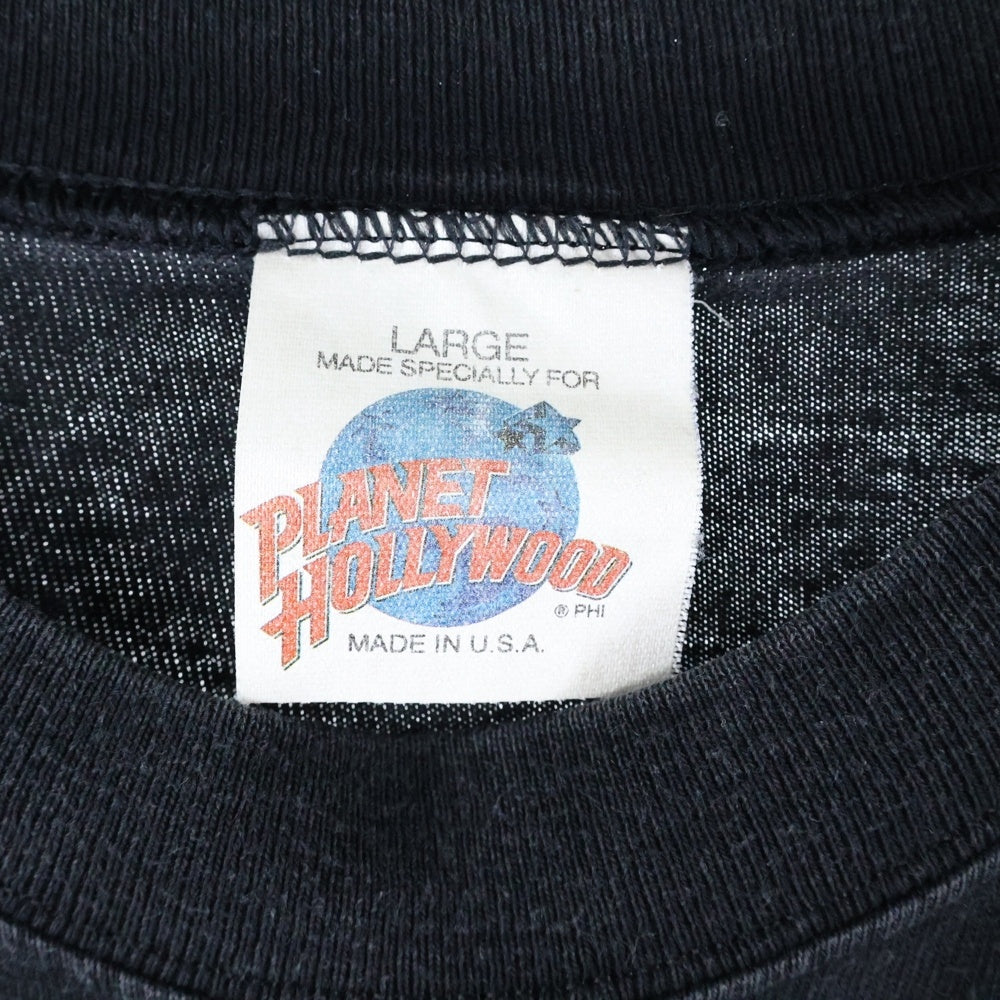 LARGE
MADE SPECIALLY FOR
PLANET
HOLLYWOOD
® PHI
MADE IN U.S.A.